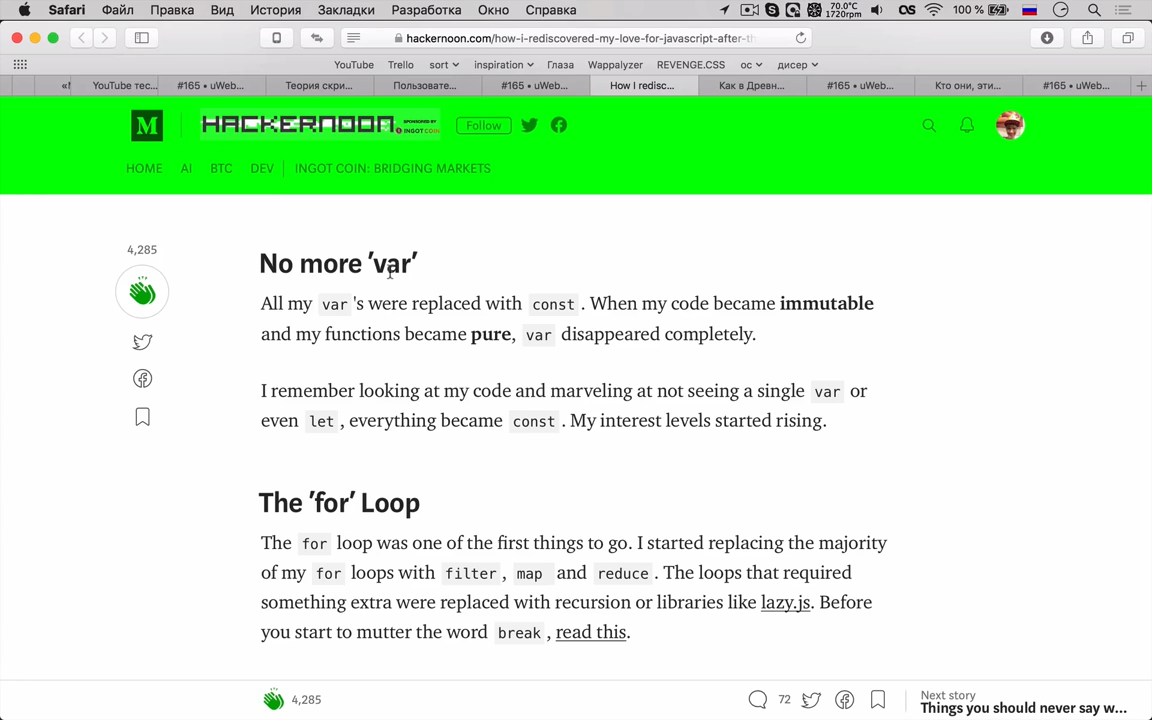 Safari Файл Правка Вид История Закладки Разработка Окно Справка 70.0°C 1720rpm 100 %
hackernoon.com/how-i-rediscovered-my-love-for-javascript-after-th
YouTube Trello sort inspiration Глаза Wappalyzer REVENGE.CSS ос дисер
YouTube тес... #165 • uWeb... Теория скри... Пользовате... #165 • uWeb... How I redisc... Как в Древн... #165 • uWeb... Кто они, эти... #165 • uWeb...
M HACKERNOON SPONSORED BY INGOTCOIN Follow
HOME AI BTC DEV INGOT COIN: BRIDGING MARKETS
4,285
No more ’var’
All my var 's were replaced with const . When my code became immutable
and my functions became pure, var disappeared completely.
I remember looking at my code and marveling at not seeing a single var or
even let , everything became const . My interest levels started rising.
The ’for’ Loop
The for loop was one of the first things to go. I started replacing the majority
of my for loops with filter , map and reduce . The loops that required
something extra were replaced with recursion or libraries like lazy.js. Before
you start to mutter the word break , read this.
4,285 72 Next story
Things you should never say w...